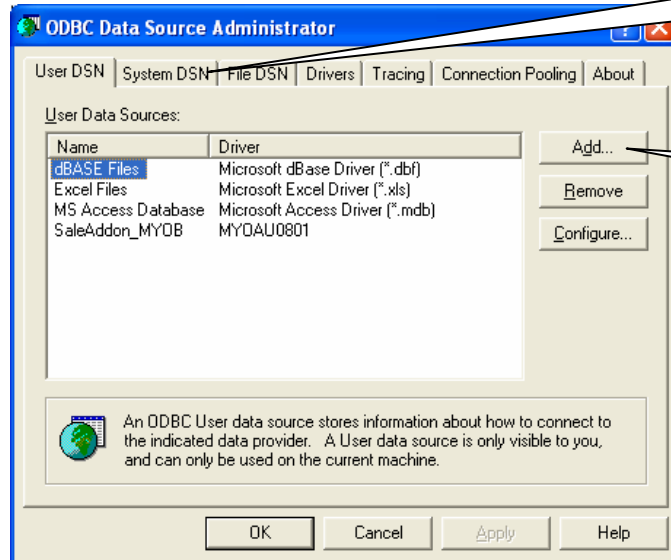 ODBC Data Source Administrator
User DSN System DSN File DSN Drivers Tracing Connection Pooling About
User Data Sources:
Name Driver
dBASE Files Microsoft dBase Driver (*.dbf)
Excel Files Microsoft Excel Driver (*.xls)
MS Access Database Microsoft Access Driver (*.mdb)
SaleAddon_MYOB MYOAU0801
Add...
Remove
Configure...
An ODBC User data source stores information about how to connect to
the indicated data provider. A User data source is only visible to you,
and can only be used on the current machine.
OK Cancel Apply Help